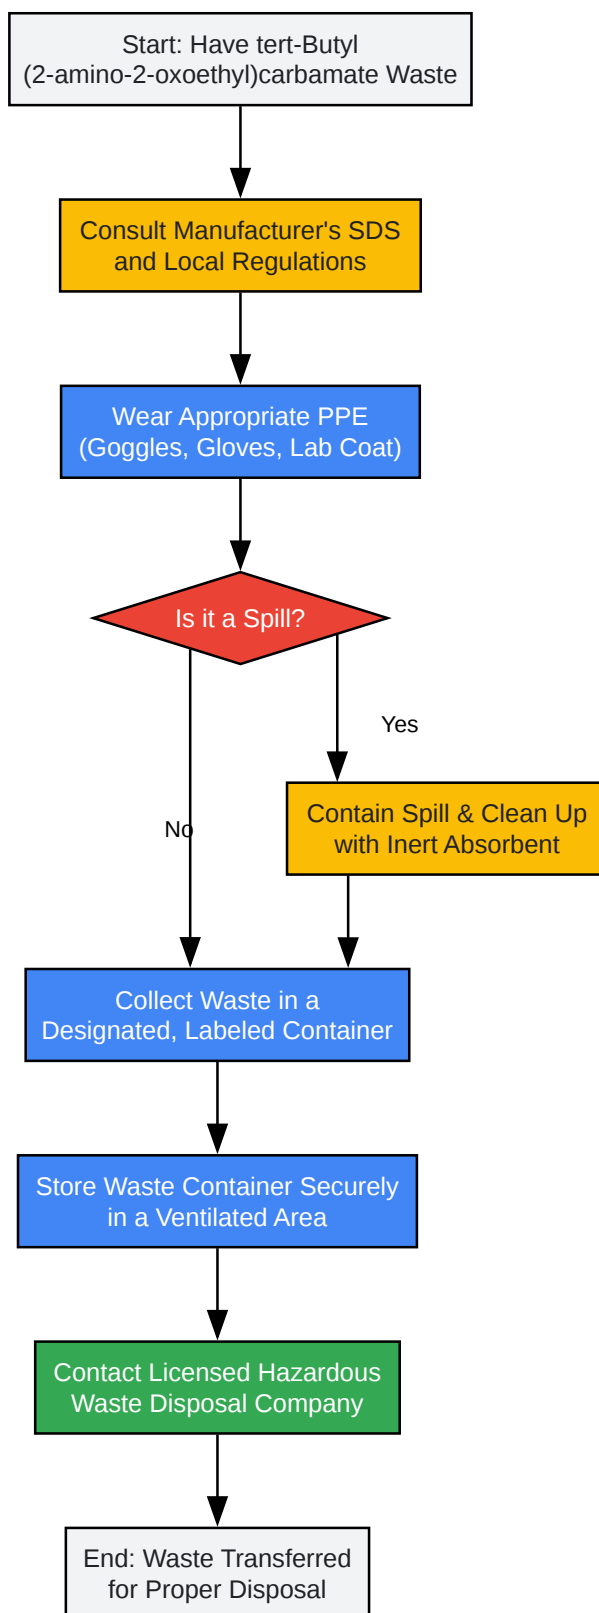 Start: Have tert-Butyl
(2-amino-2-oxoethyl)carbamate Waste
Consult Manufacturer's SDS
and Local Regulations
Wear Appropriate PPE
(Goggles, Gloves, Lab Coat)
Is it a Spill?
Yes
Contain Spill & Clean Up
with Inert Absorbent
No
Collect Waste in a
Designated, Labeled Container
Store Waste Container Securely
in a Ventilated Area
Contact Licensed Hazardous
Waste Disposal Company
End: Waste Transferred
for Proper Disposal